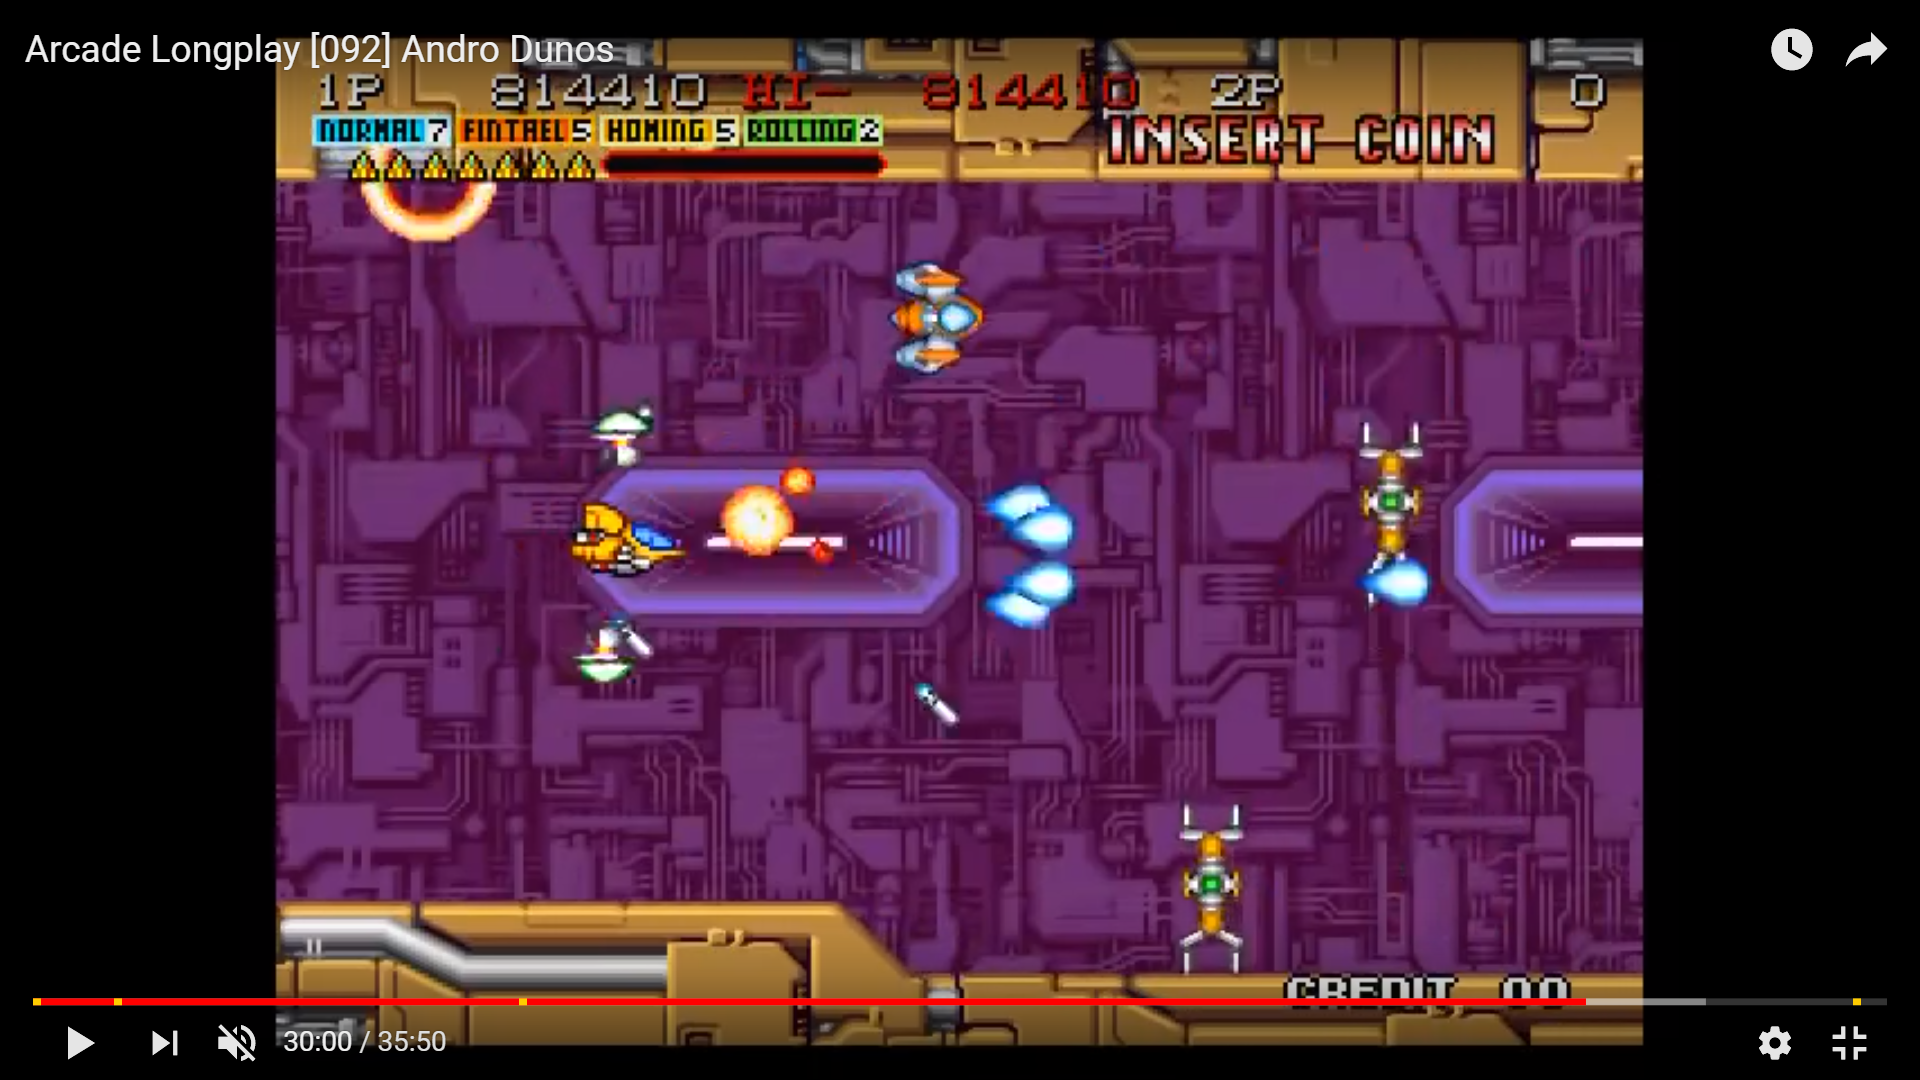 Arcade Longplay [092] Andro Dunos
1P 814410 HI- 814410 2P 0
NORMAL 7 FINTAEL 5 HOMING 5 ROLLING 2
INSERT COIN
CREDIT 00
30:00 / 35:50